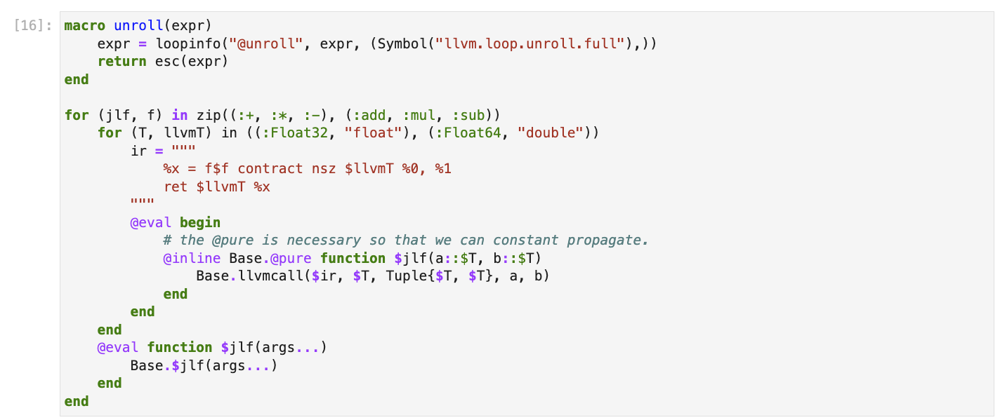 [16]: macro unroll(expr)
    expr = loopinfo("@unroll", expr, (Symbol("llvm.loop.unroll.full"),))
    return esc(expr)
end

for (jlf, f) in zip((:+, :*, :-), (:add, :mul, :sub))
    for (T, llvmT) in ((:Float32, "float"), (:Float64, "double"))
        ir = """
            %x = f$f contract nsz $llvmT %0, %1
            ret $llvmT %x
        """
        @eval begin
            # the @pure is necessary so that we can constant propagate.
            @inline Base.@pure function $jlf(a::$T, b::$T)
                Base.llvmcall($ir, $T, Tuple{$T, $T}, a, b)
            end
        end
    end
    @eval function $jlf(args...)
        Base.$jlf(args...)
    end
end